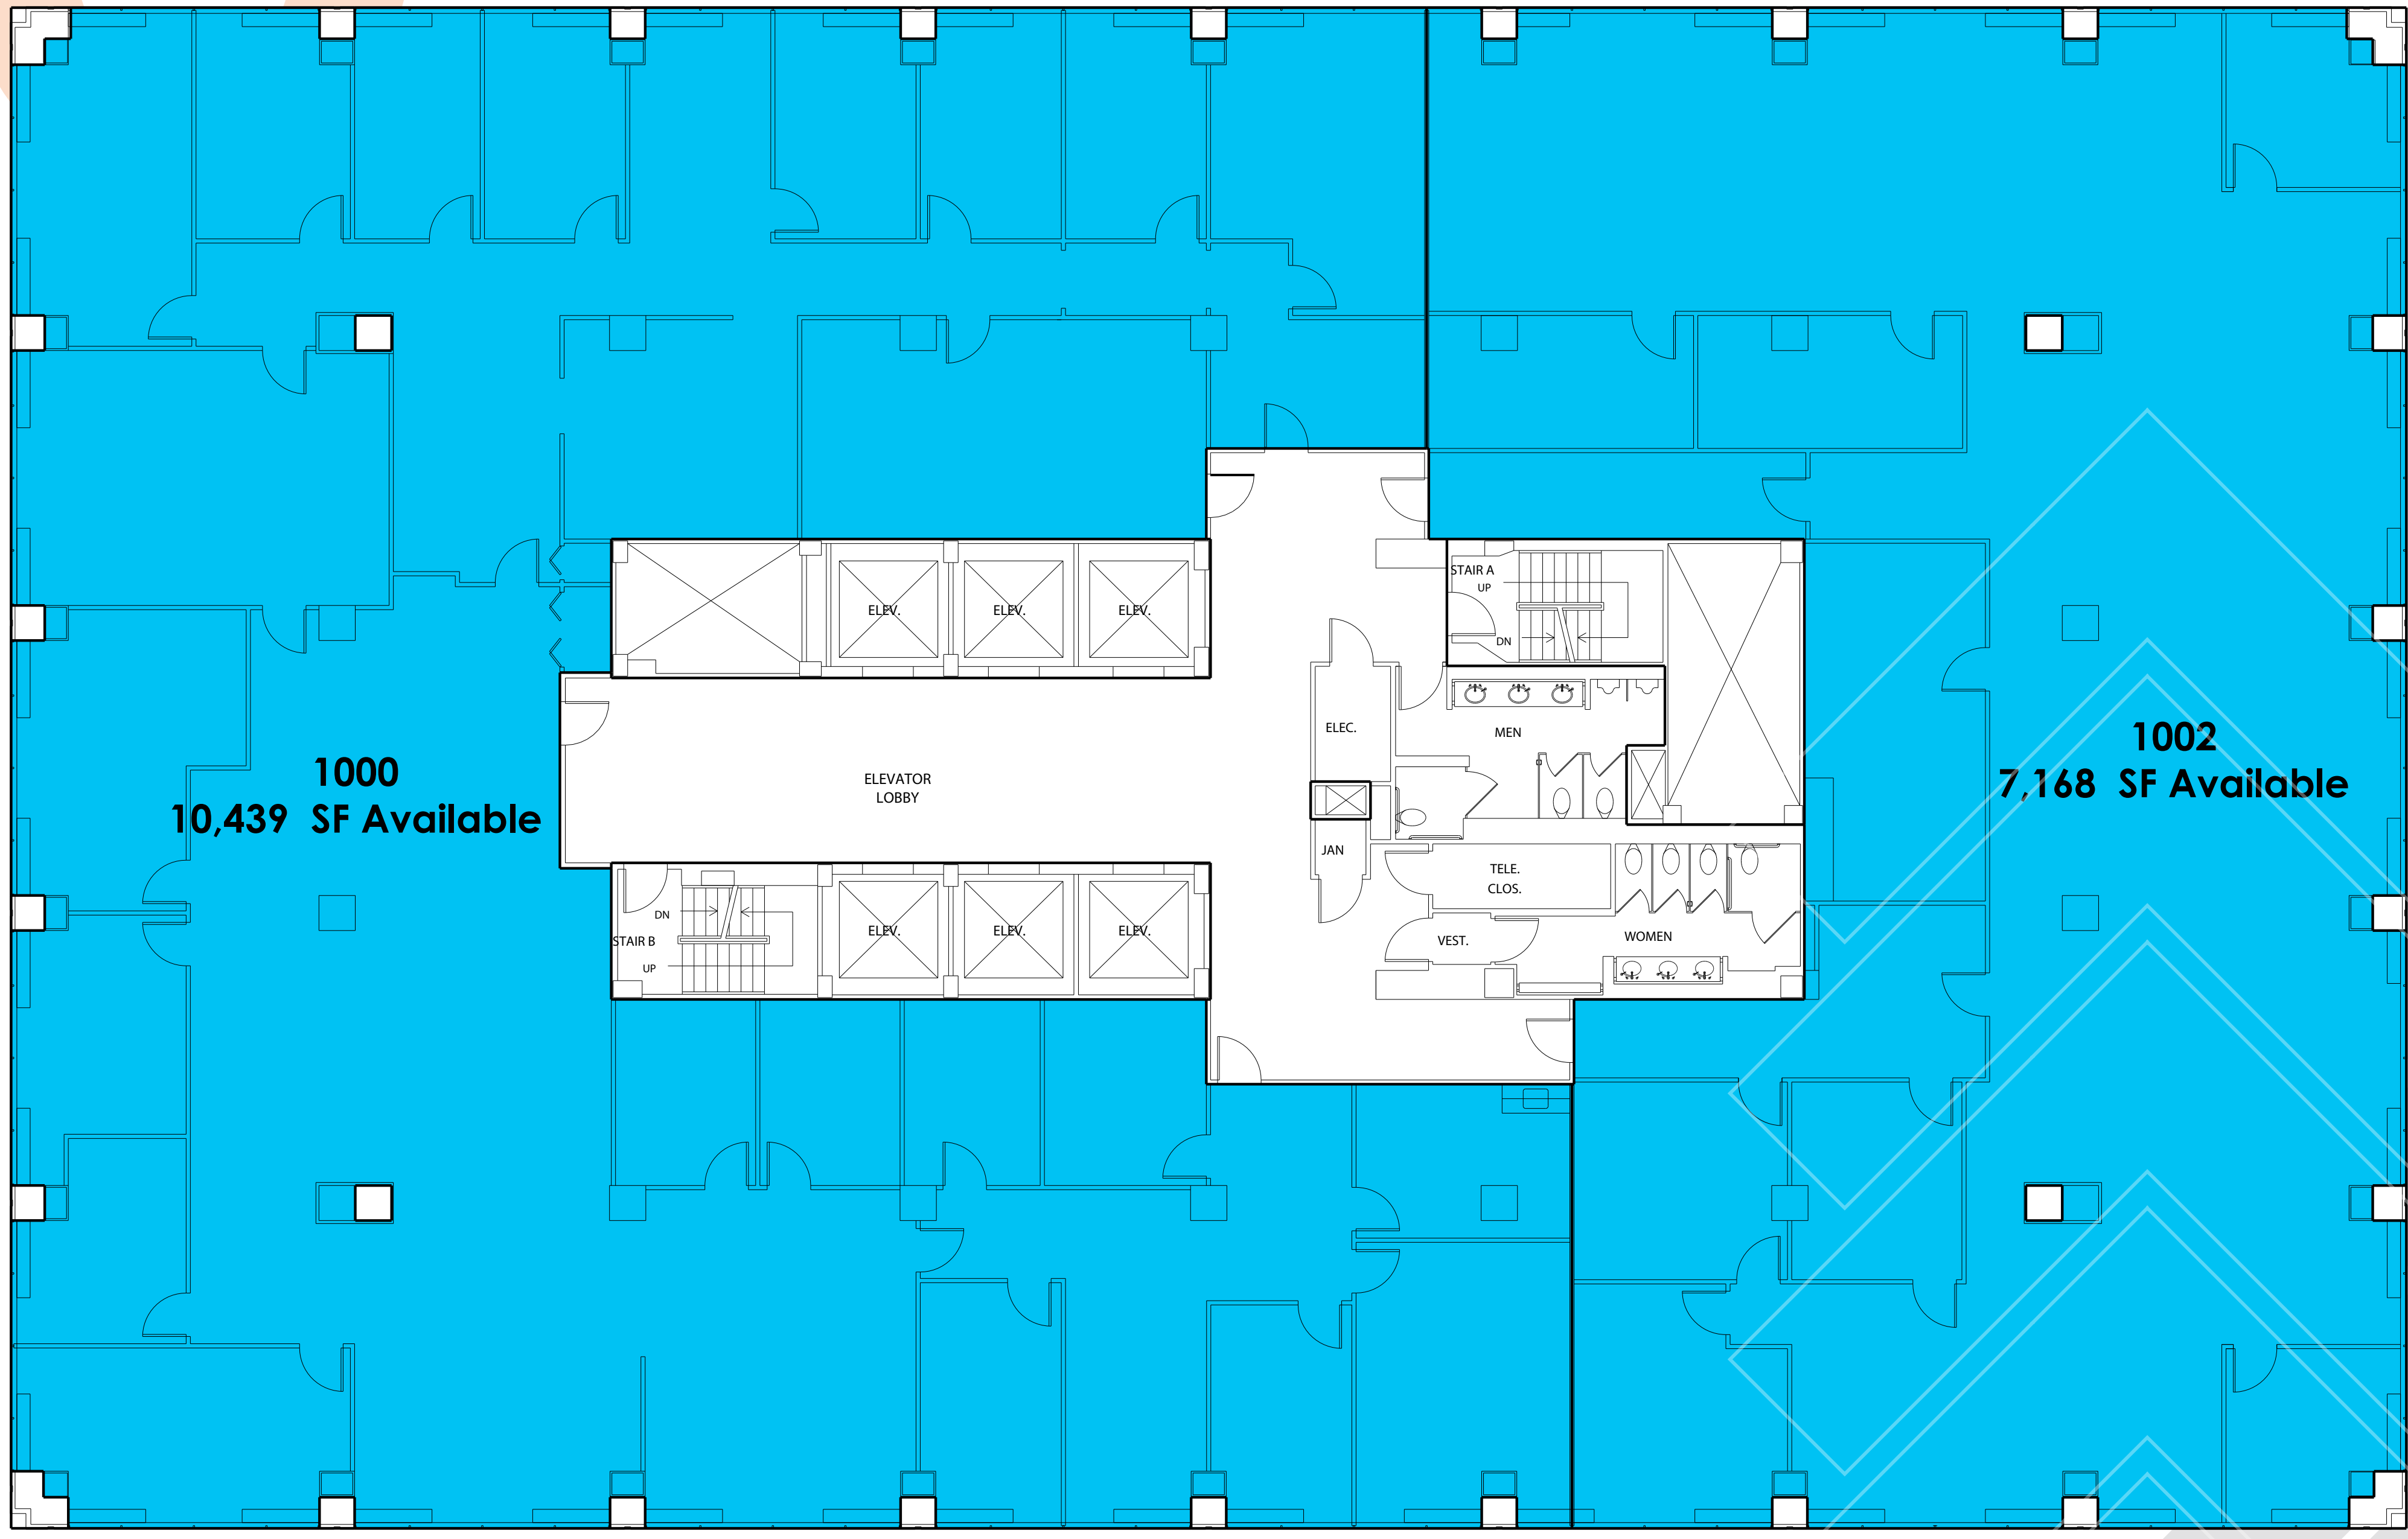 STAIR A
UP
ELEV.
ELEV.
ELEV.
DN
ELEC.
MEN
1000
10,439 SF Available
ELEVATOR
LOBBY
1002
7,168 SF Available
JAN
TELE.
CLOS.
DN
STAIR B
UP
ELEV.
ELEV.
ELEV.
VEST.
WOMEN